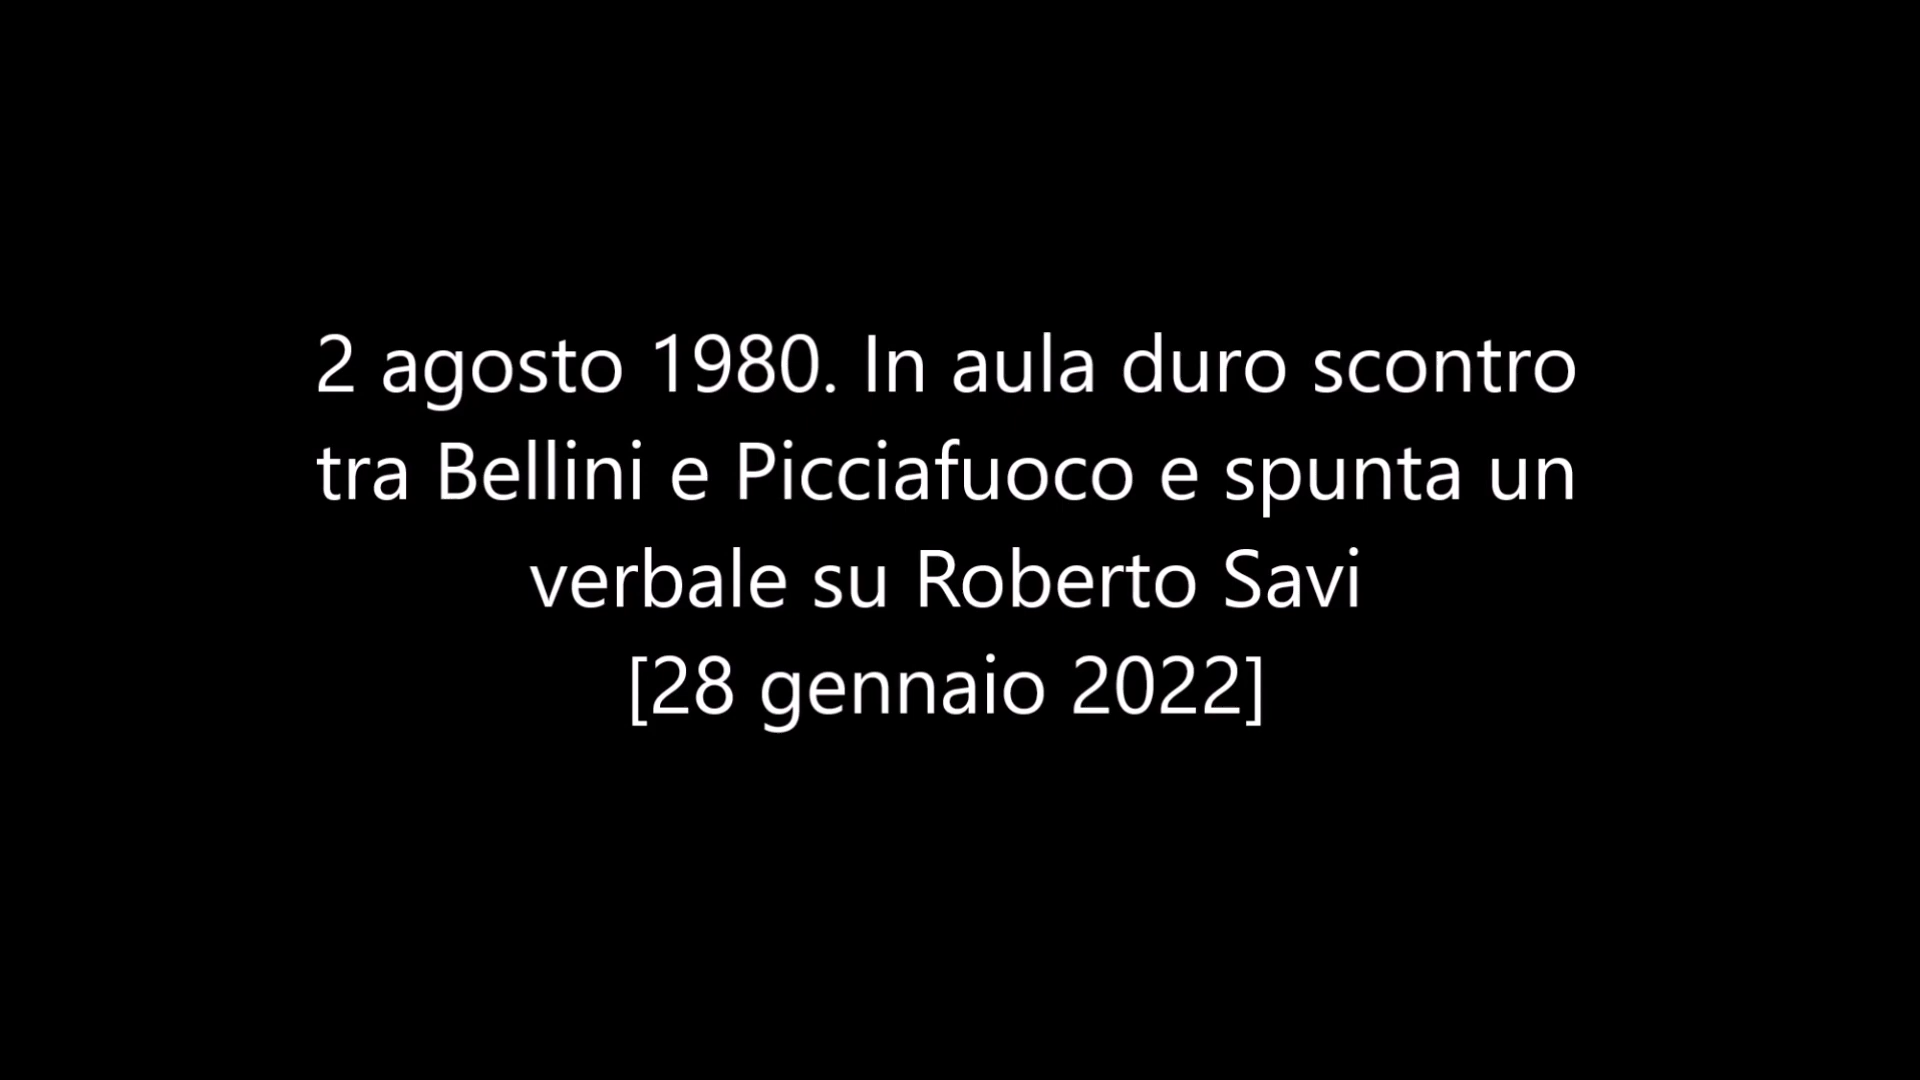 2 agosto 1980. In aula duro scontro
tra Bellini e Picciafuoco e spunta un
verbale su Roberto Savi
[28 gennaio 2022]